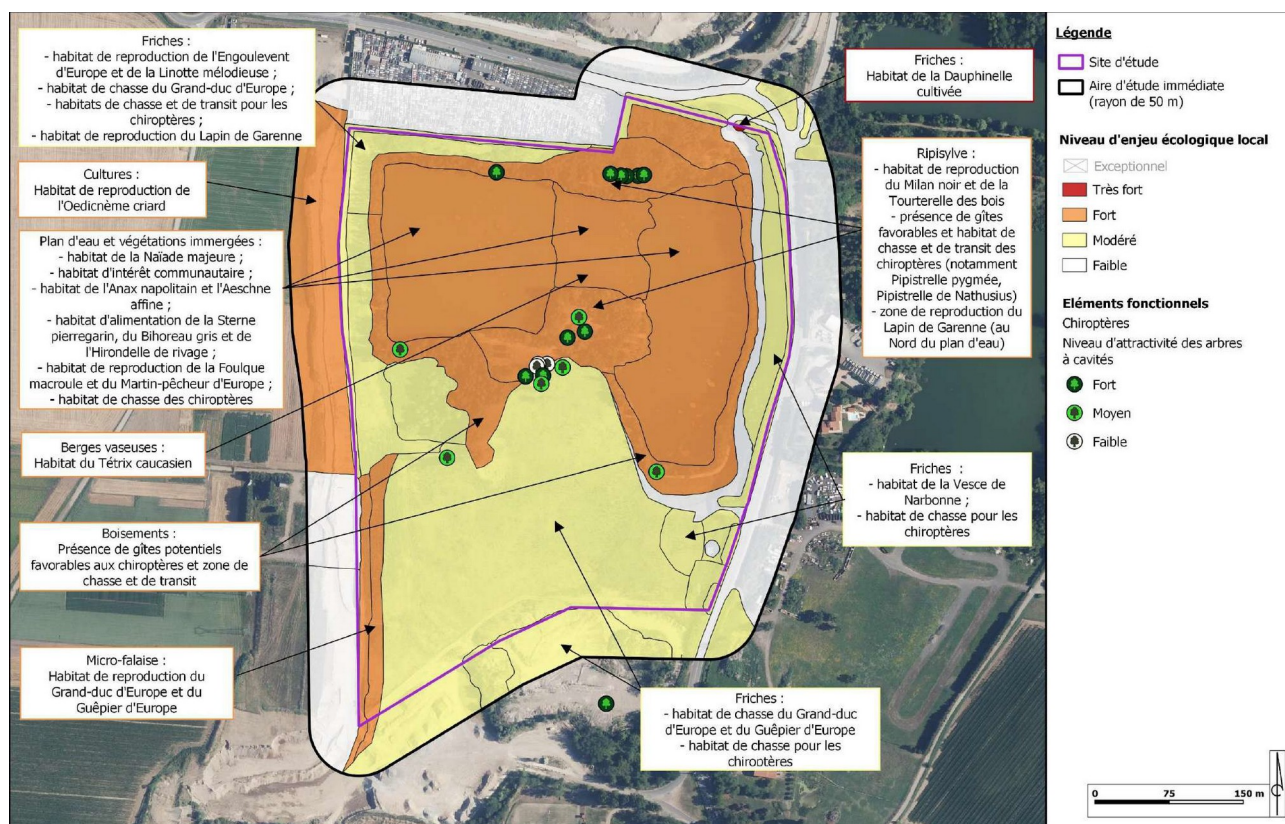 Friches :
- habitat de reproduction de l'Engoulevent
d'Europe et de la Linotte mélodieuse ;
- habitat de chasse du Grand-duc d'Europe ;
- habitats de chasse et de transit pour les
chiroptères ;
- habitat de reproduction du Lapin de Garenne
Cultures :
Habitat de reproduction de
l'Oedicnème criard
Plan d'eau et végétations immergées :
- habitat de la Naïade majeure ;
- habitat d'intérêt communautaire ;
- habitat de l'Anax napolitain et l'Aeschne
affine ;
- habitat d'alimentation de la Sterne
pierregarin, du Bihoreau gris et de
l'Hirondelle de rivage ;
- habitat de reproduction de la Foulque
macroule et du Martin-pêcheur d'Europe ;
- habitat de chasse des chiroptères
Berges vaseuses :
Habitat du Tétrix caucasien
Boisements :
Présence de gîtes potentiels
favorables aux chiroptères et zone de
chasse et de transit
Micro-falaise :
Habitat de reproduction du
Grand-duc d'Europe et du
Guêpier d'Europe
Friches :
Habitat de la Dauphinelle
cultivée
Ripisylve :
- habitat de reproduction
du Milan noir et de la
Tourterelle des bois
- présence de gîtes
favorables et habitat de
chasse et de transit des
chiroptères (notamment
Pipistrelle pygmée,
Pipistrelle de Nathusius)
- zone de reproduction du
Lapin de Garenne (au
Nord du plan d'eau)
Friches :
- habitat de la Vesce de
Narbonne ;
- habitat de chasse pour les
chiroptères
Friches :
- habitat de chasse du Grand-duc
d'Europe et du Guêpier d'Europe
- habitat de chasse pour les
chiroptères
Légende
Site d'étude
Aire d'étude immédiate
(rayon de 50 m)
Niveau d'enjeu écologique local
Exceptionnel
Très fort
Fort
Modéré
Faible
Eléments fonctionnels
Chiroptères
Niveau d'attractivité des arbres
à cavités
Fort
Moyen
Faible
0 75 150 m